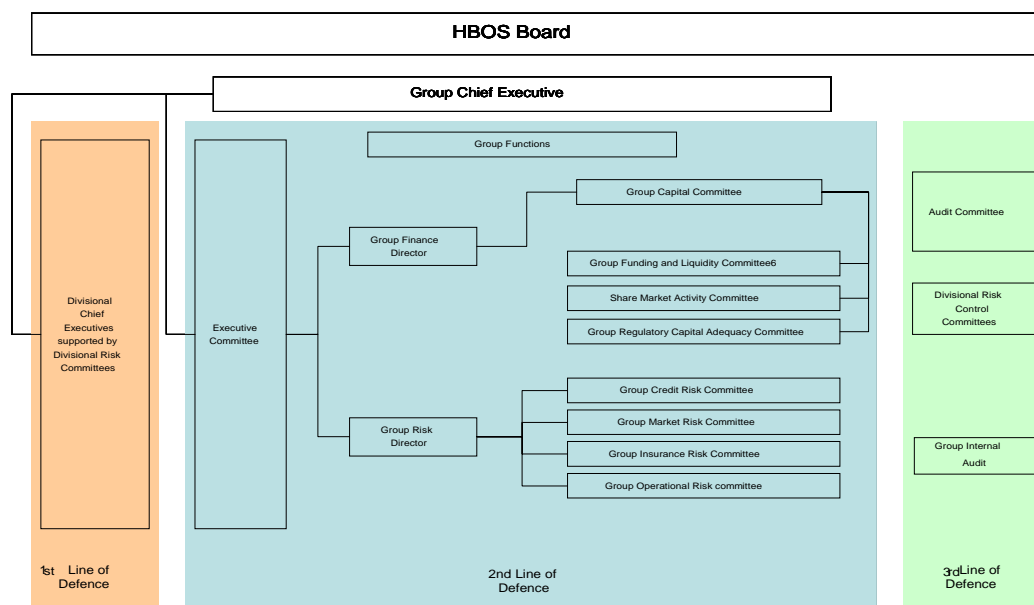 HBOS Board
Group Chief Executive
Divisional
Chief
Executives
supported by
Divisional Risk
Committees
1st Line of
Defence
Group Functions
Executive
Committee
Group Finance
Director
Group Risk
Director
Group Capital Committee
Group Funding and Liquidity Committee6
Share Market Activity Committee
Group Regulatory Capital Adequacy Committee
Group Credit Risk Committee
Group Market Risk Committee
Group Insurance Risk Committee
Group Operational Risk committee
2nd Line of
Defence
Audit Committee
Divisional Risk
Control
Committees
Group Internal
Audit
3rd Line of
Defence